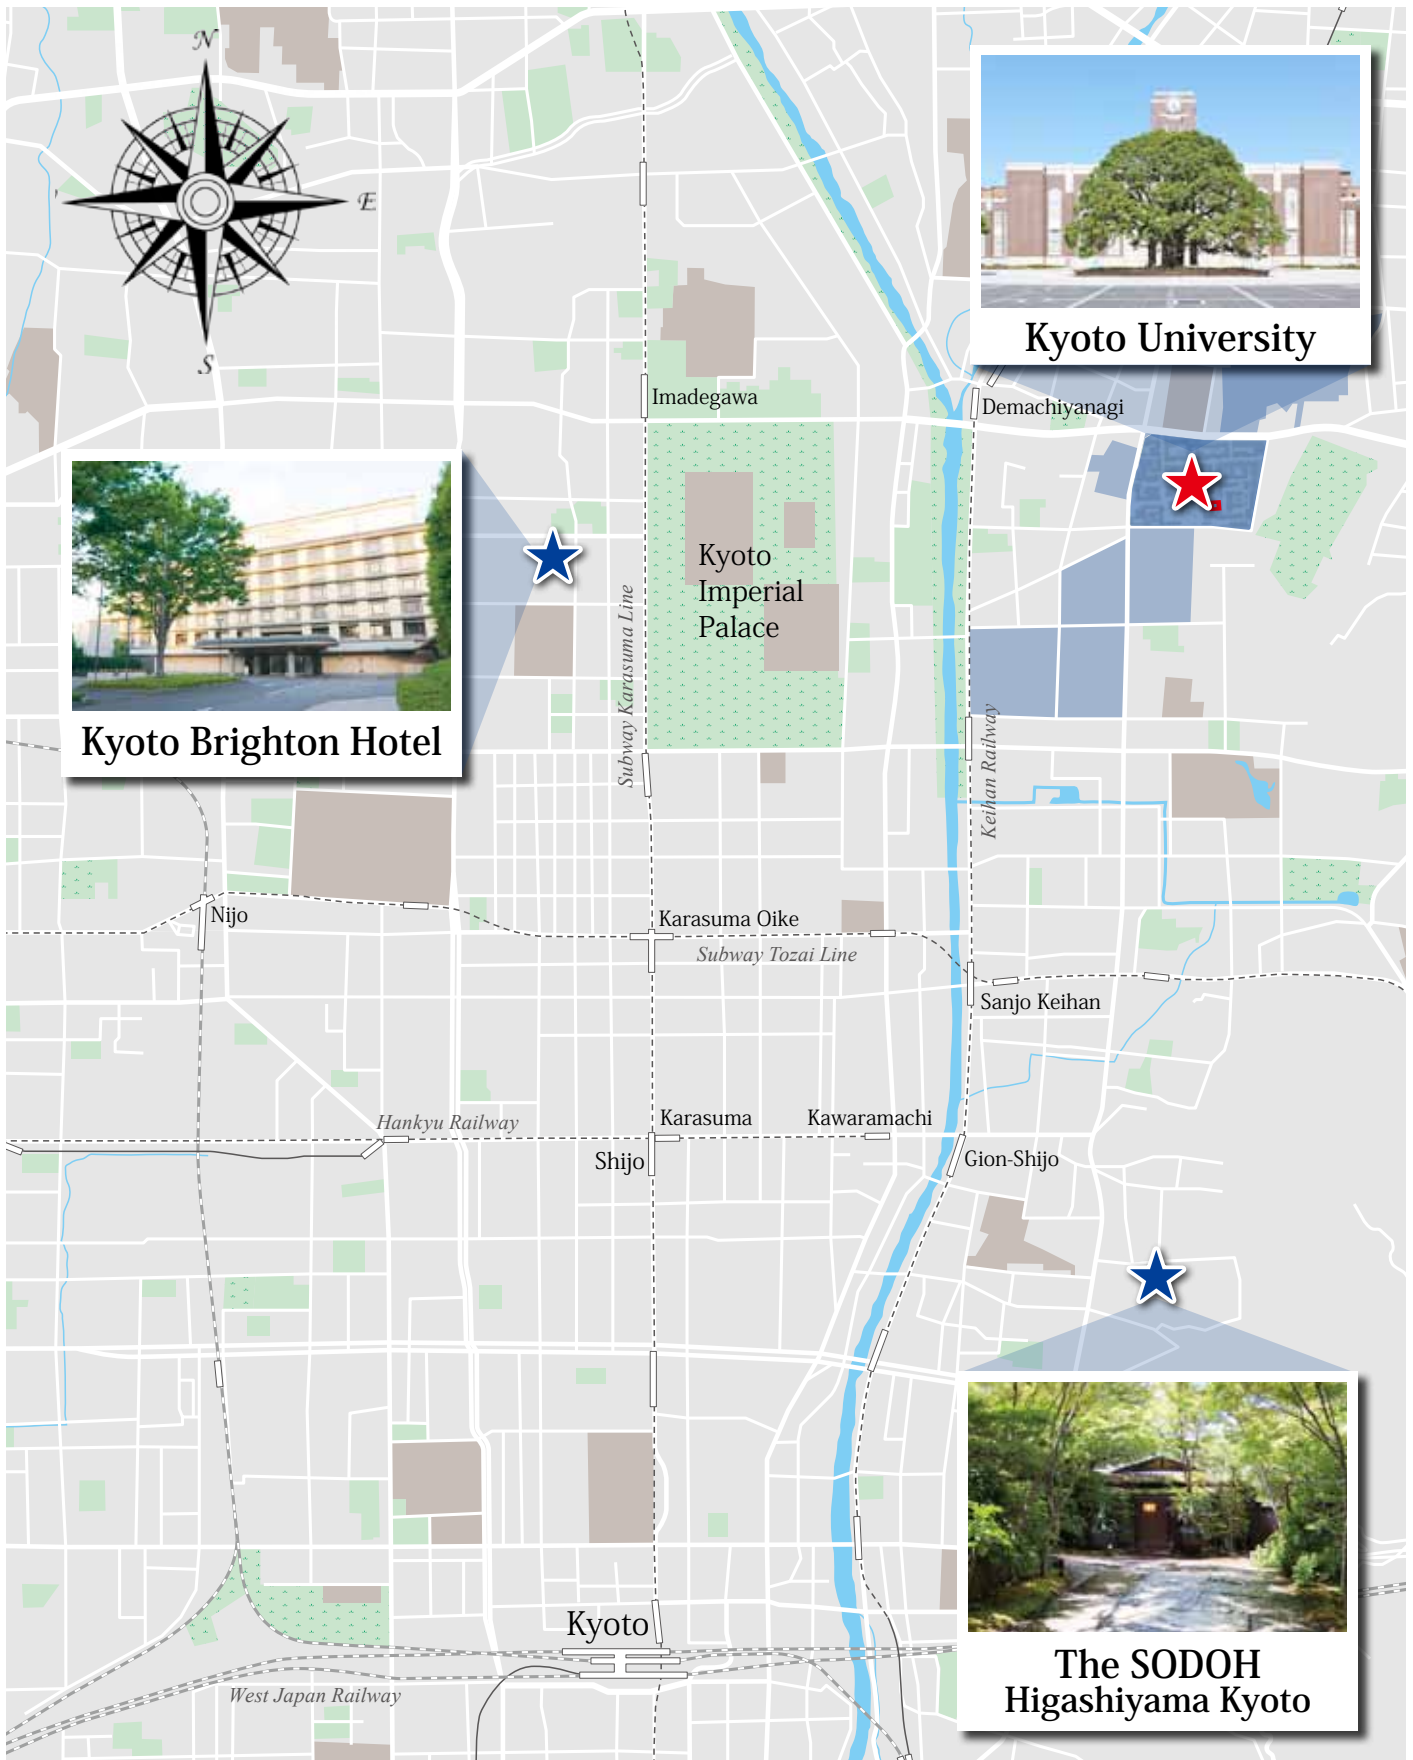 N
E
S
Kyoto University
Imadegawa
Demachiyanagi
Kyoto
Imperial
Palace
Kyoto Brighton Hotel
Subway Karasuma Line
Keihan Railway
Nijo
Karasuma Oike
Subway Tozai Line
Sanjo Keihan
Hankyu Railway
Karasuma
Kawaramachi
Shijo
Gion-Shijo
Kyoto
West Japan Railway
The SODOH
Higashiyama Kyoto